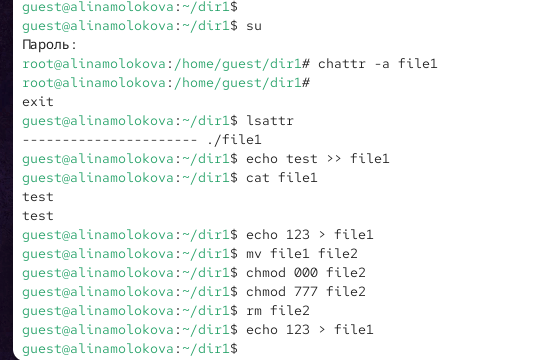 guest@alinamolokova:~/dir1$
guest@alinamolokova:~/dir1$ su
Пароль:
root@alinamolokova:/home/guest/dir1# chattr -a file1
root@alinamolokova:/home/guest/dir1#
exit
guest@alinamolokova:~/dir1$ lsattr
---------------------- ./file1
guest@alinamolokova:~/dir1$ echo test >> file1
guest@alinamolokova:~/dir1$ cat file1
test
test
guest@alinamolokova:~/dir1$ echo 123 > file1
guest@alinamolokova:~/dir1$ mv file1 file2
guest@alinamolokova:~/dir1$ chmod 000 file2
guest@alinamolokova:~/dir1$ chmod 777 file2
guest@alinamolokova:~/dir1$ rm file2
guest@alinamolokova:~/dir1$ echo 123 > file1
guest@alinamolokova:~/dir1$